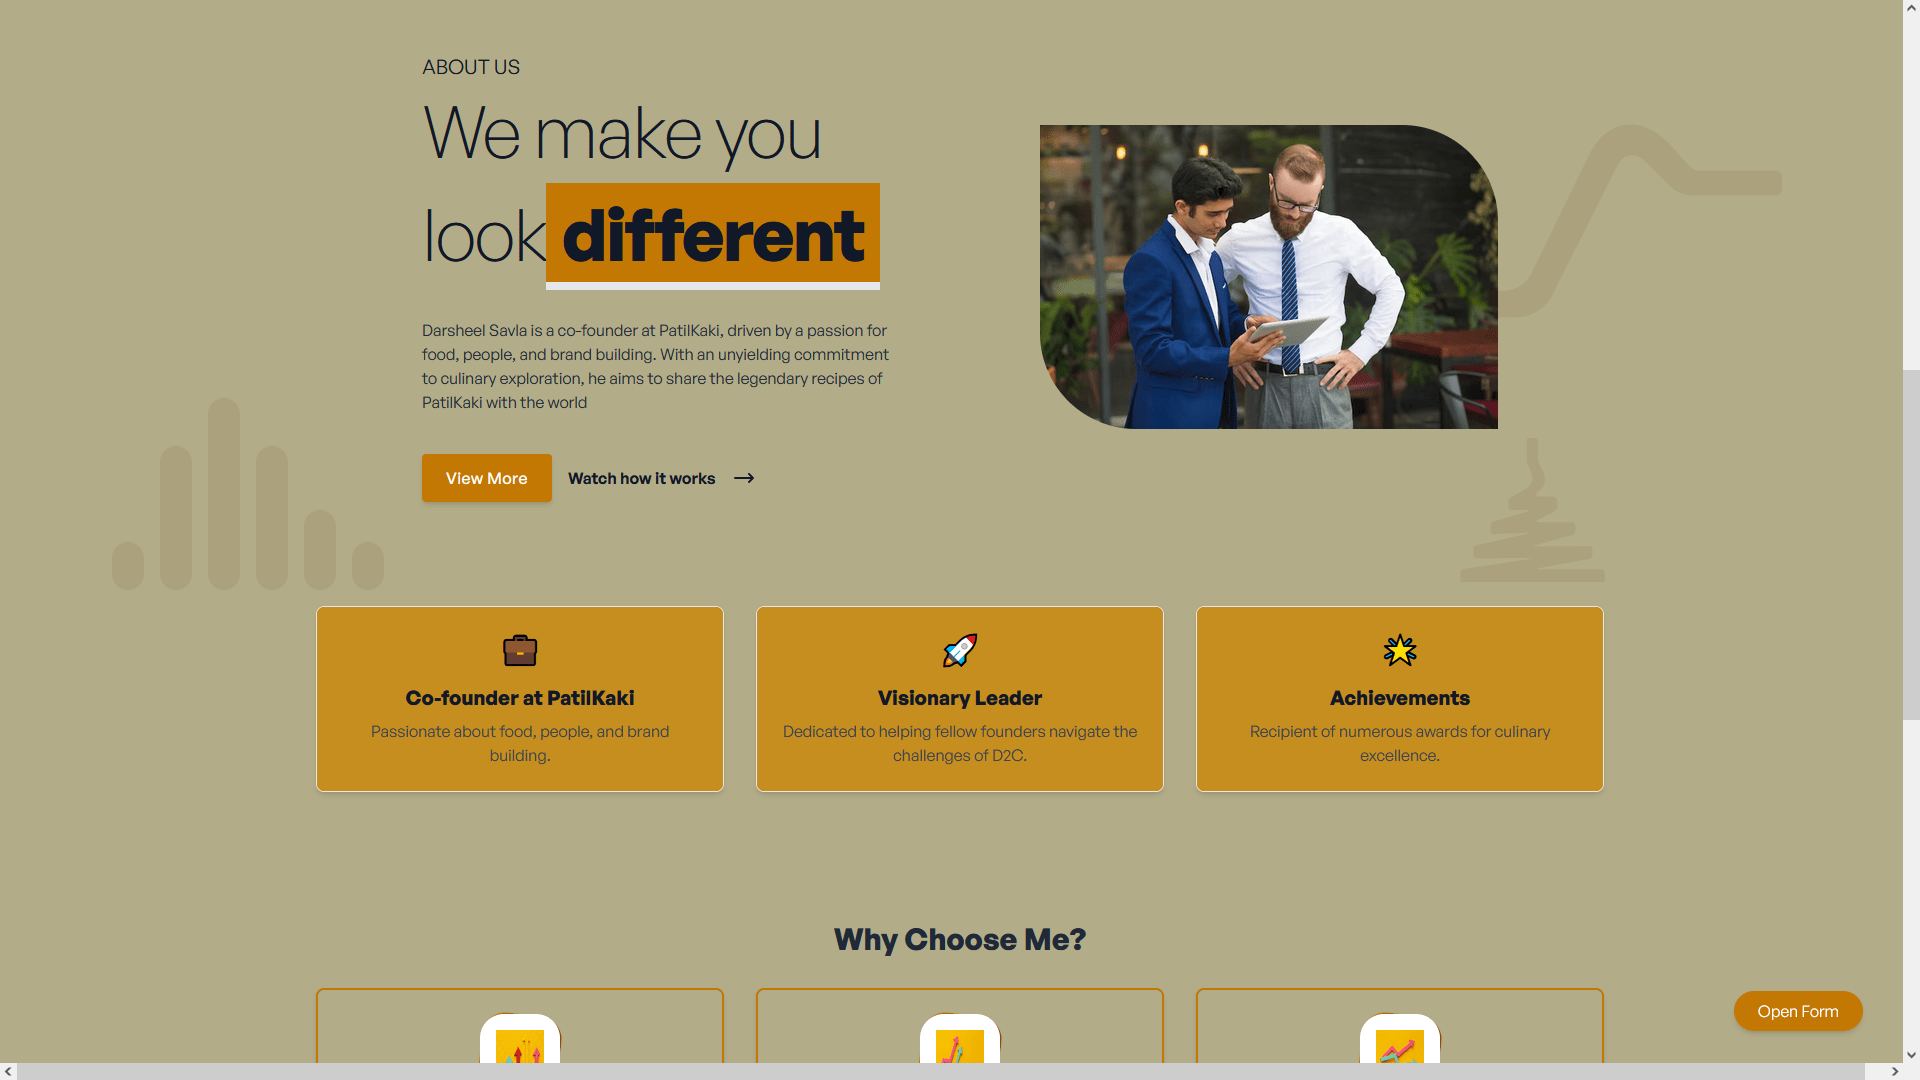 ABOUT US
We make you
look different
Darsheel Savla is a co-founder at PatilKaki, driven by a passion for
food, people, and brand building. With an unyielding commitment
to culinary exploration, he aims to share the legendary recipes of
PatilKaki with the world
View More
Watch how it works
Co-founder at PatilKaki
Passionate about food, people, and brand
building.
Visionary Leader
Dedicated to helping fellow founders navigate the
challenges of D2C.
Achievements
Recipient of numerous awards for culinary
excellence.
Why Choose Me?
Open Form